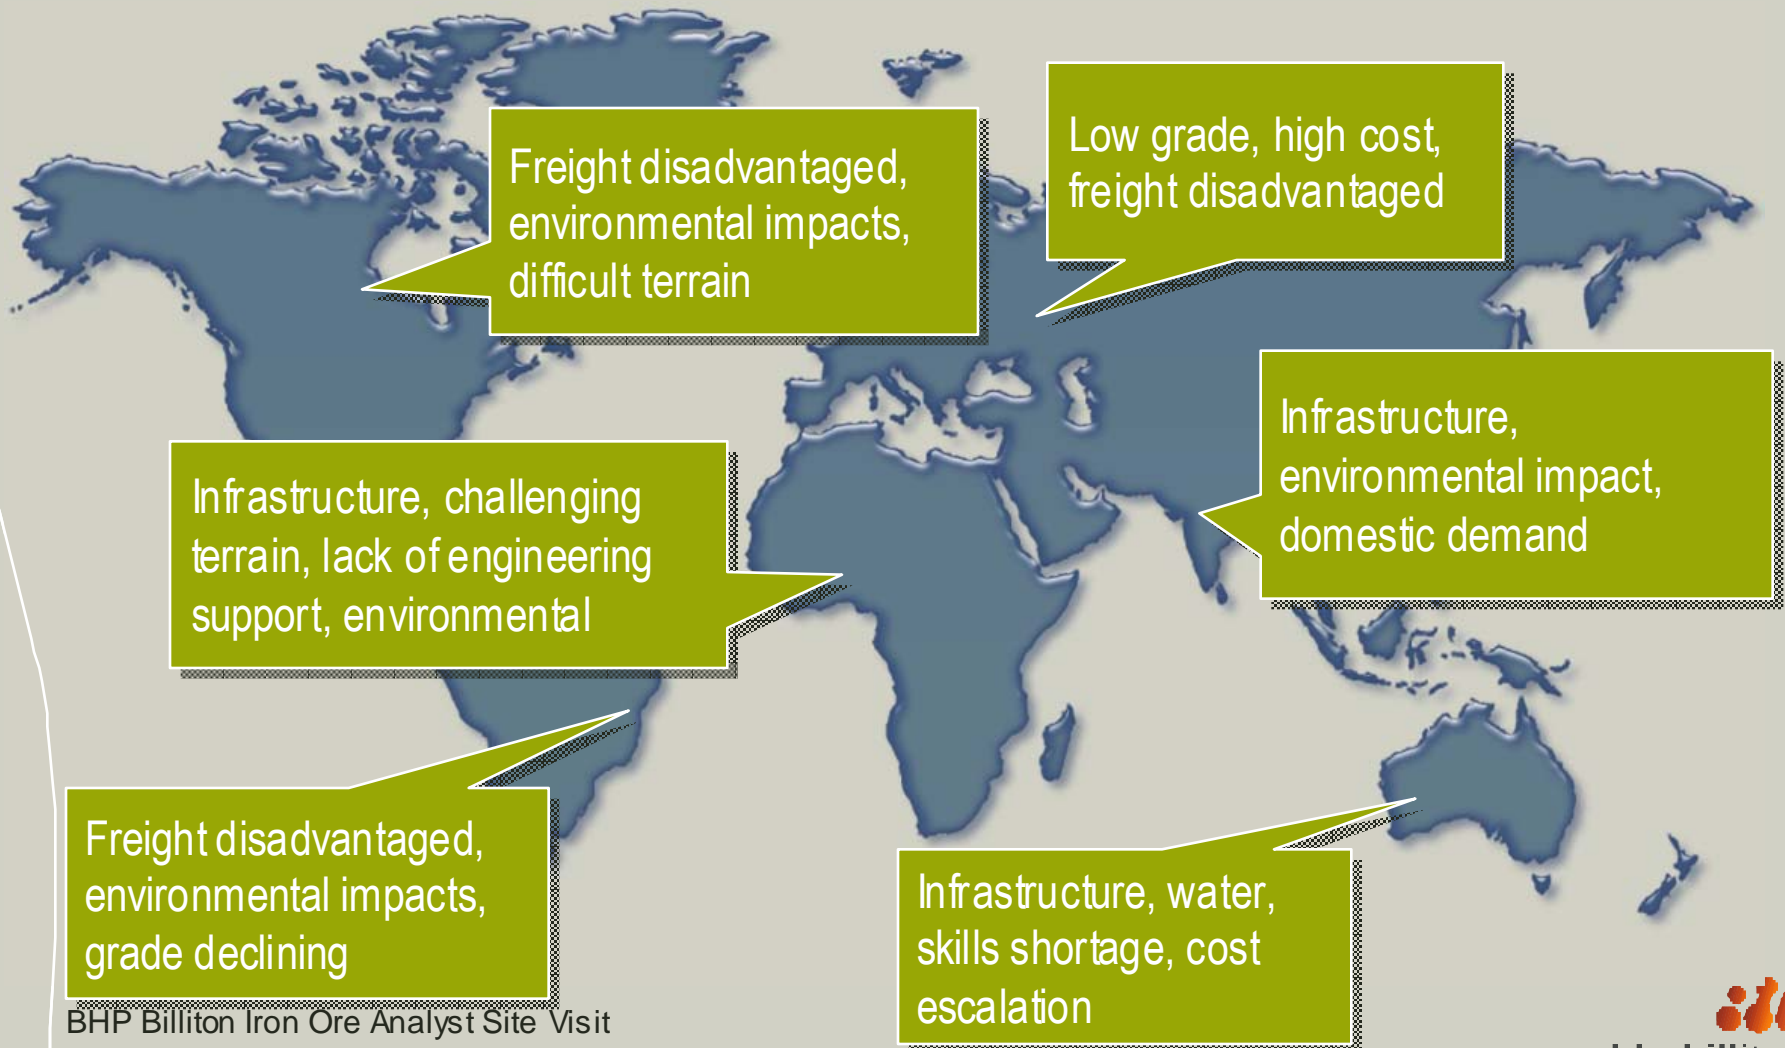 Freight disadvantaged,
environmental impacts,
difficult terrain
Low grade, high cost,
freight disadvantaged
Infrastructure,
environmental impact,
domestic demand
Infrastructure, challenging
terrain, lack of engineering
support, environmental
Freight disadvantaged,
environmental impacts,
grade declining
Infrastructure, water,
skills shortage, cost
escalation
BHP Billiton Iron Ore Analyst Site Visit